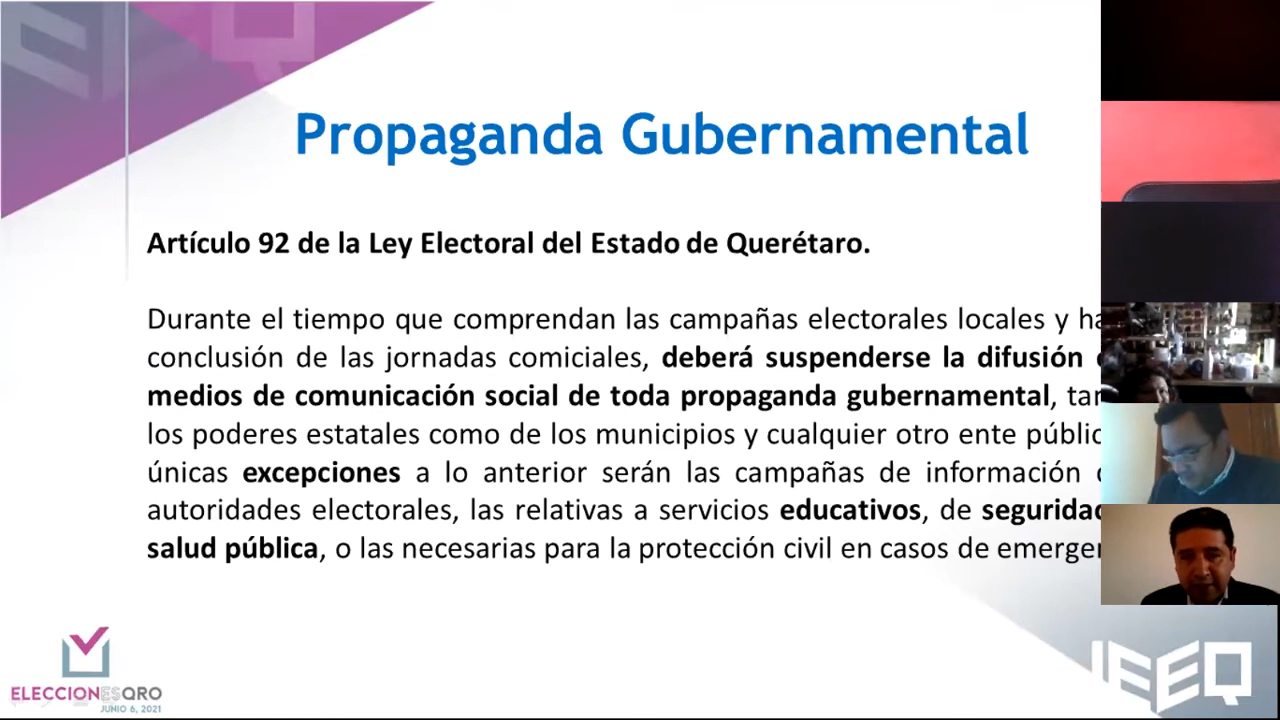 Propaganda Gubernamental
Artículo 92 de la Ley Electoral del Estado de Querétaro.
Durante el tiempo que comprendan las campañas electorales locales y
conclusión de las jornadas comiciales, deberá suspenderse la difusión
medios de comunicación social de toda propaganda gubernamental,
los poderes estatales como de los municipios y cualquier otro ente
únicas excepciones a lo anterior serán las campañas de información
autoridades electorales, las relativas a servicios educativos, de
salud pública, o las necesarias para la protección civil en casos de
ELECCIONESQRO
JUNIO 6, 2021
IEEQ